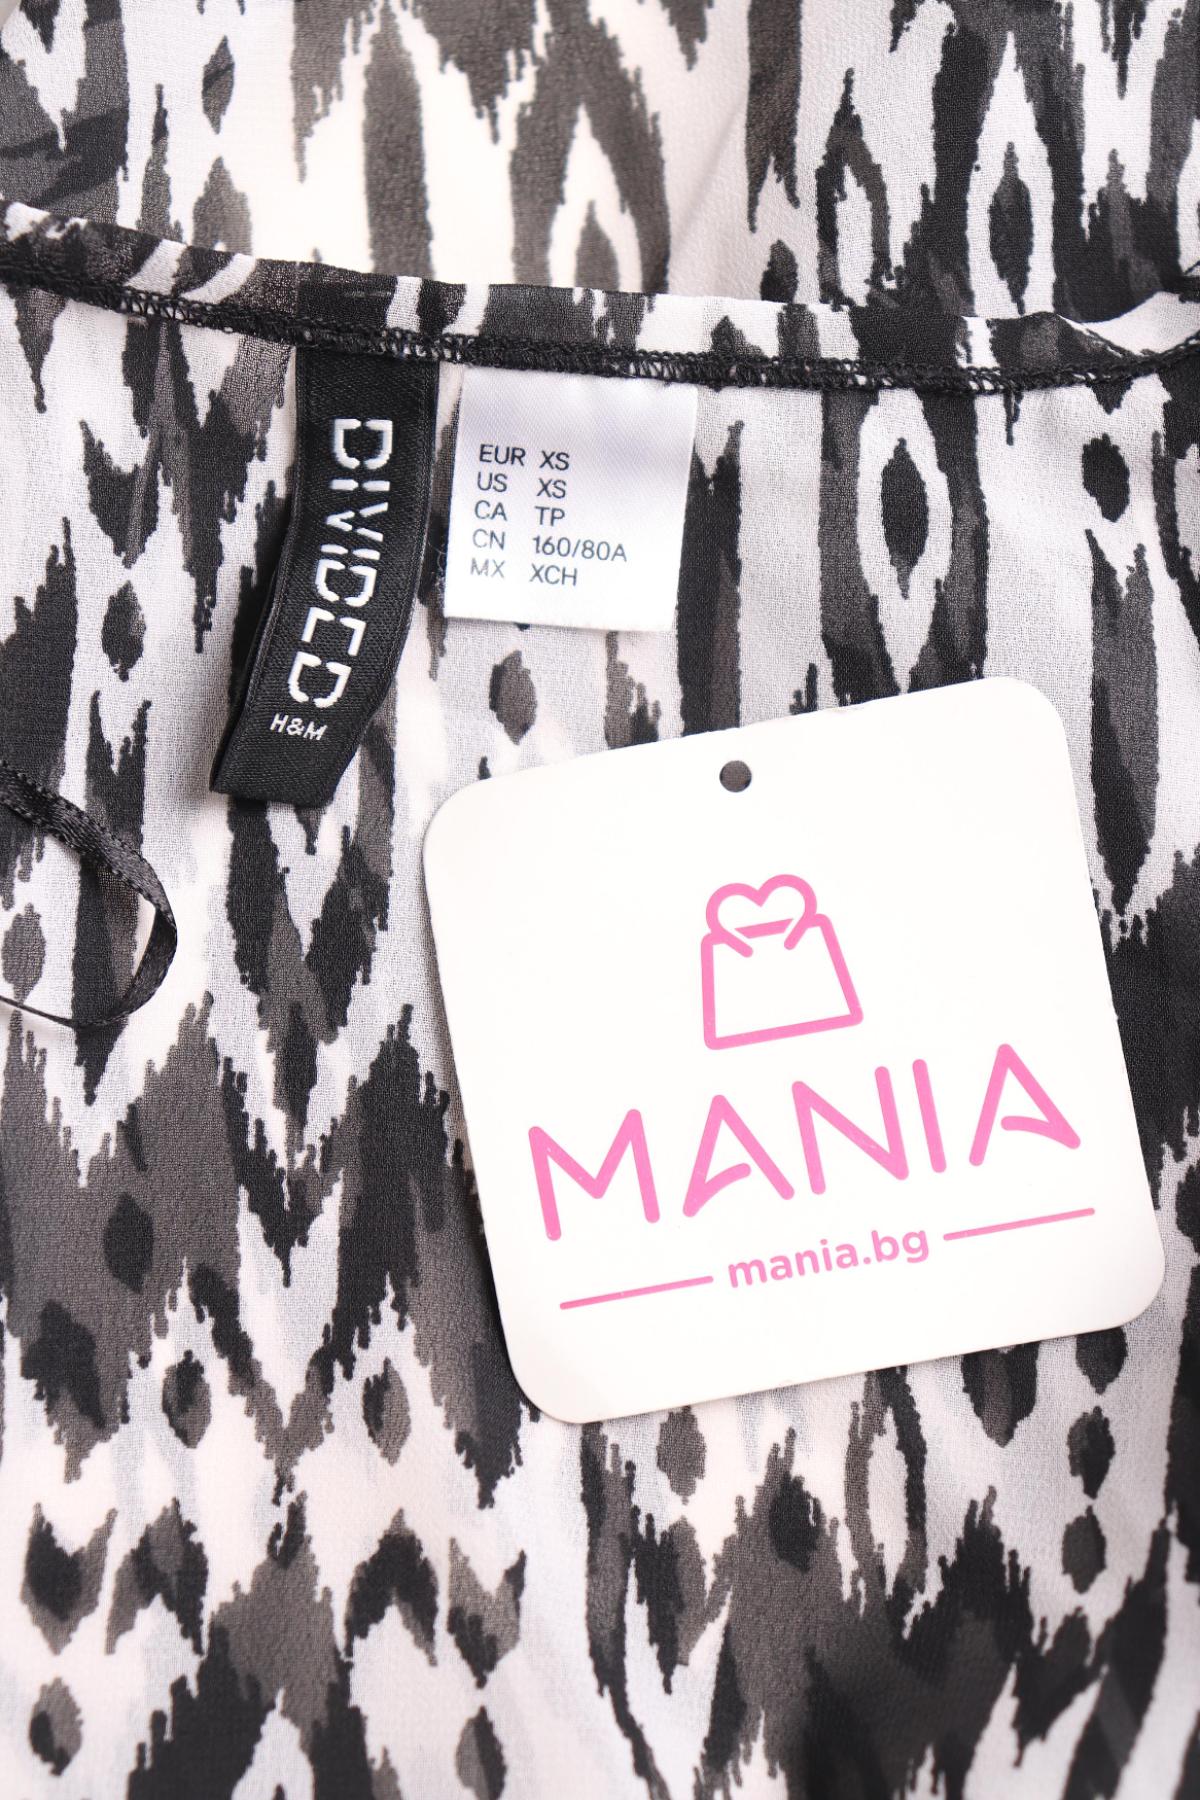 DIVIDED
H&M
EUR XS
US XS
CA TP
CN 160/80A
MX XCH
MANIA
mania.bg